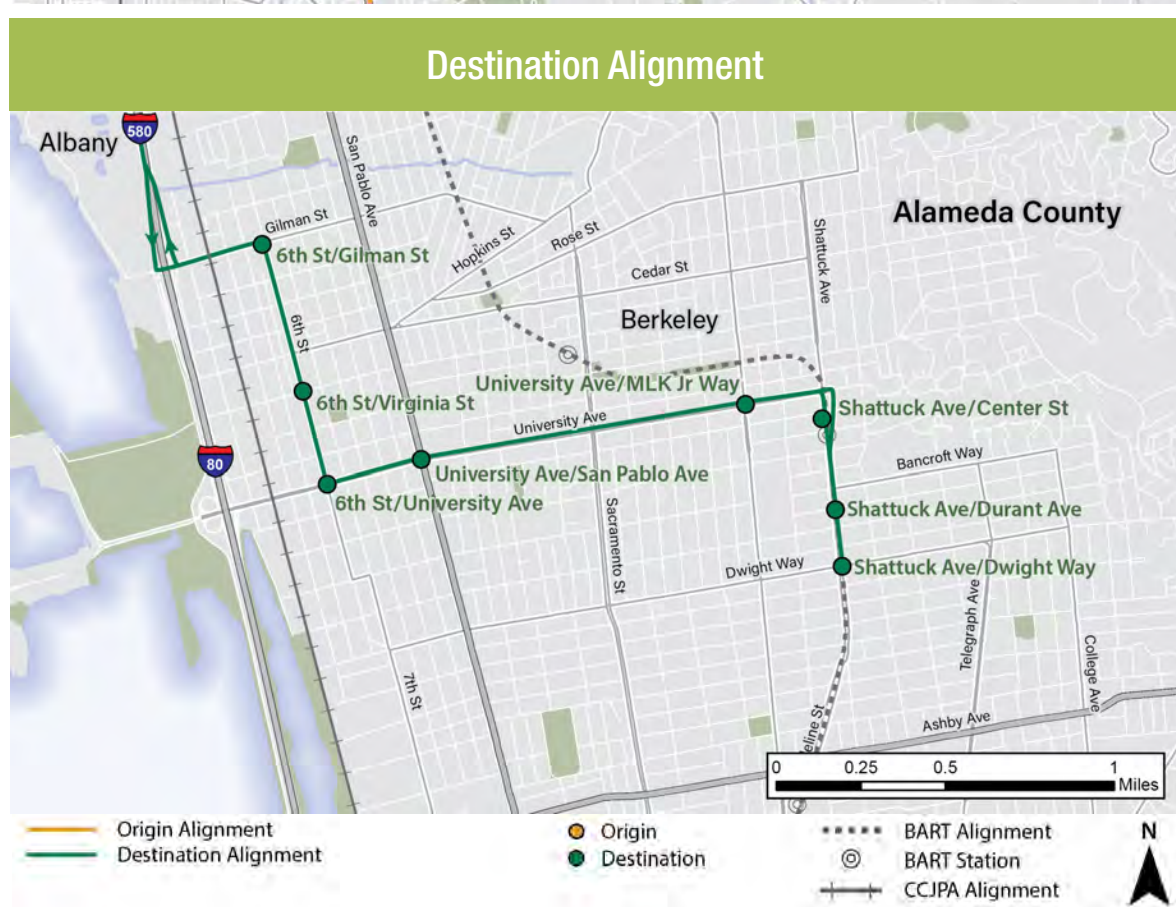 Destination Alignment
580
Albany
San Pablo Ave
Alameda County
Gilman St
6th St/Gilman St
Hopkins St
Rose St
Shattuck Ave
Cedar St
6th St
Berkeley
University Ave/MLK Jr Way
6th St/Virginia St
Shattuck Ave/Center St
University Ave
80
University Ave/San Pablo Ave
Bancroft Way
6th St/University Ave
Sacramento St
Shattuck Ave/Durant Ave
Dwight Way
Shattuck Ave/Dwight Way
Telegraph Ave
College Ave
7th St
eline St
Ashby Ave
0 0.25 0.5 1
Miles
Origin Alignment
Destination Alignment
Origin
Destination
BART Alignment
BART Station
CCJPA Alignment
N